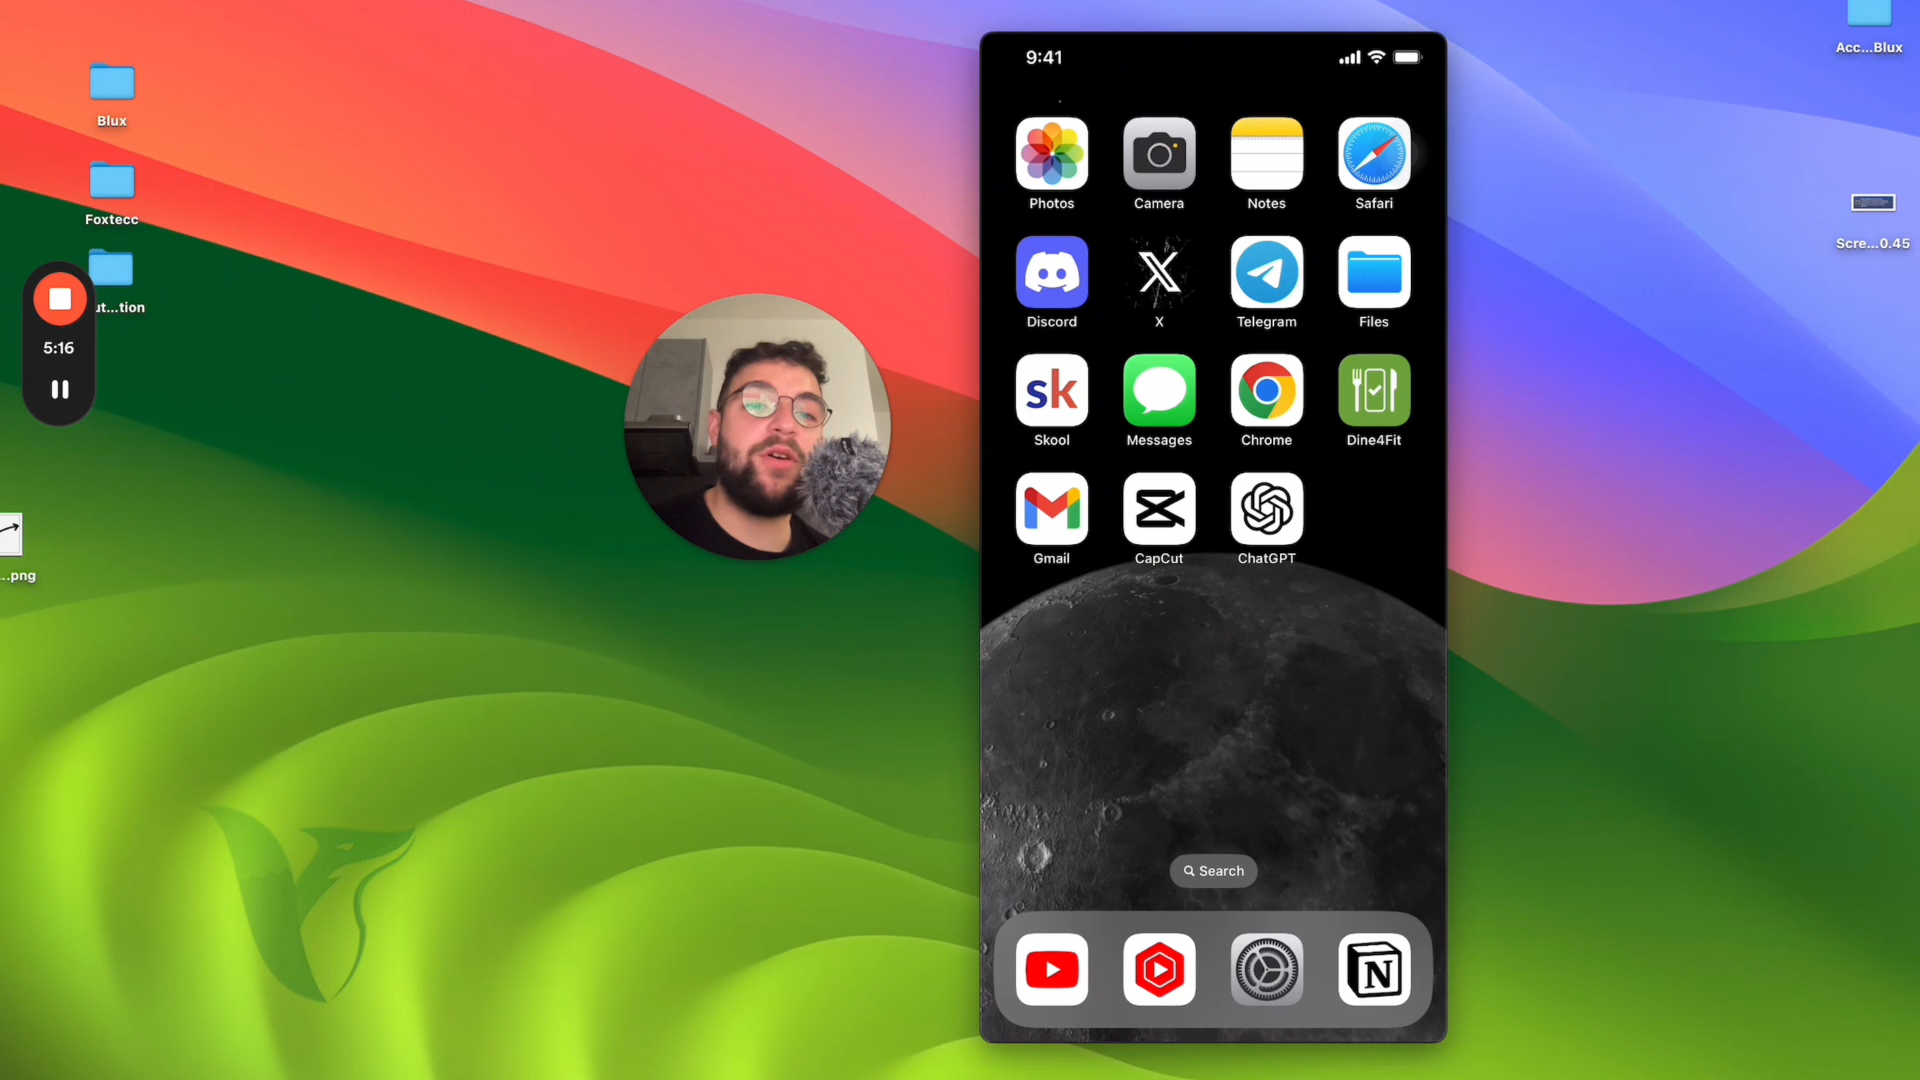 Blux
Foxtecc
ut...tion
5:16
...png
9:41
Photos
Camera
Notes
Safari
Discord
X
Telegram
Files
sk
Skool
Messages
Chrome
Dine4Fit
Gmail
CapCut
ChatGPT
Search
N
Acc...Blux
Scre...0.45